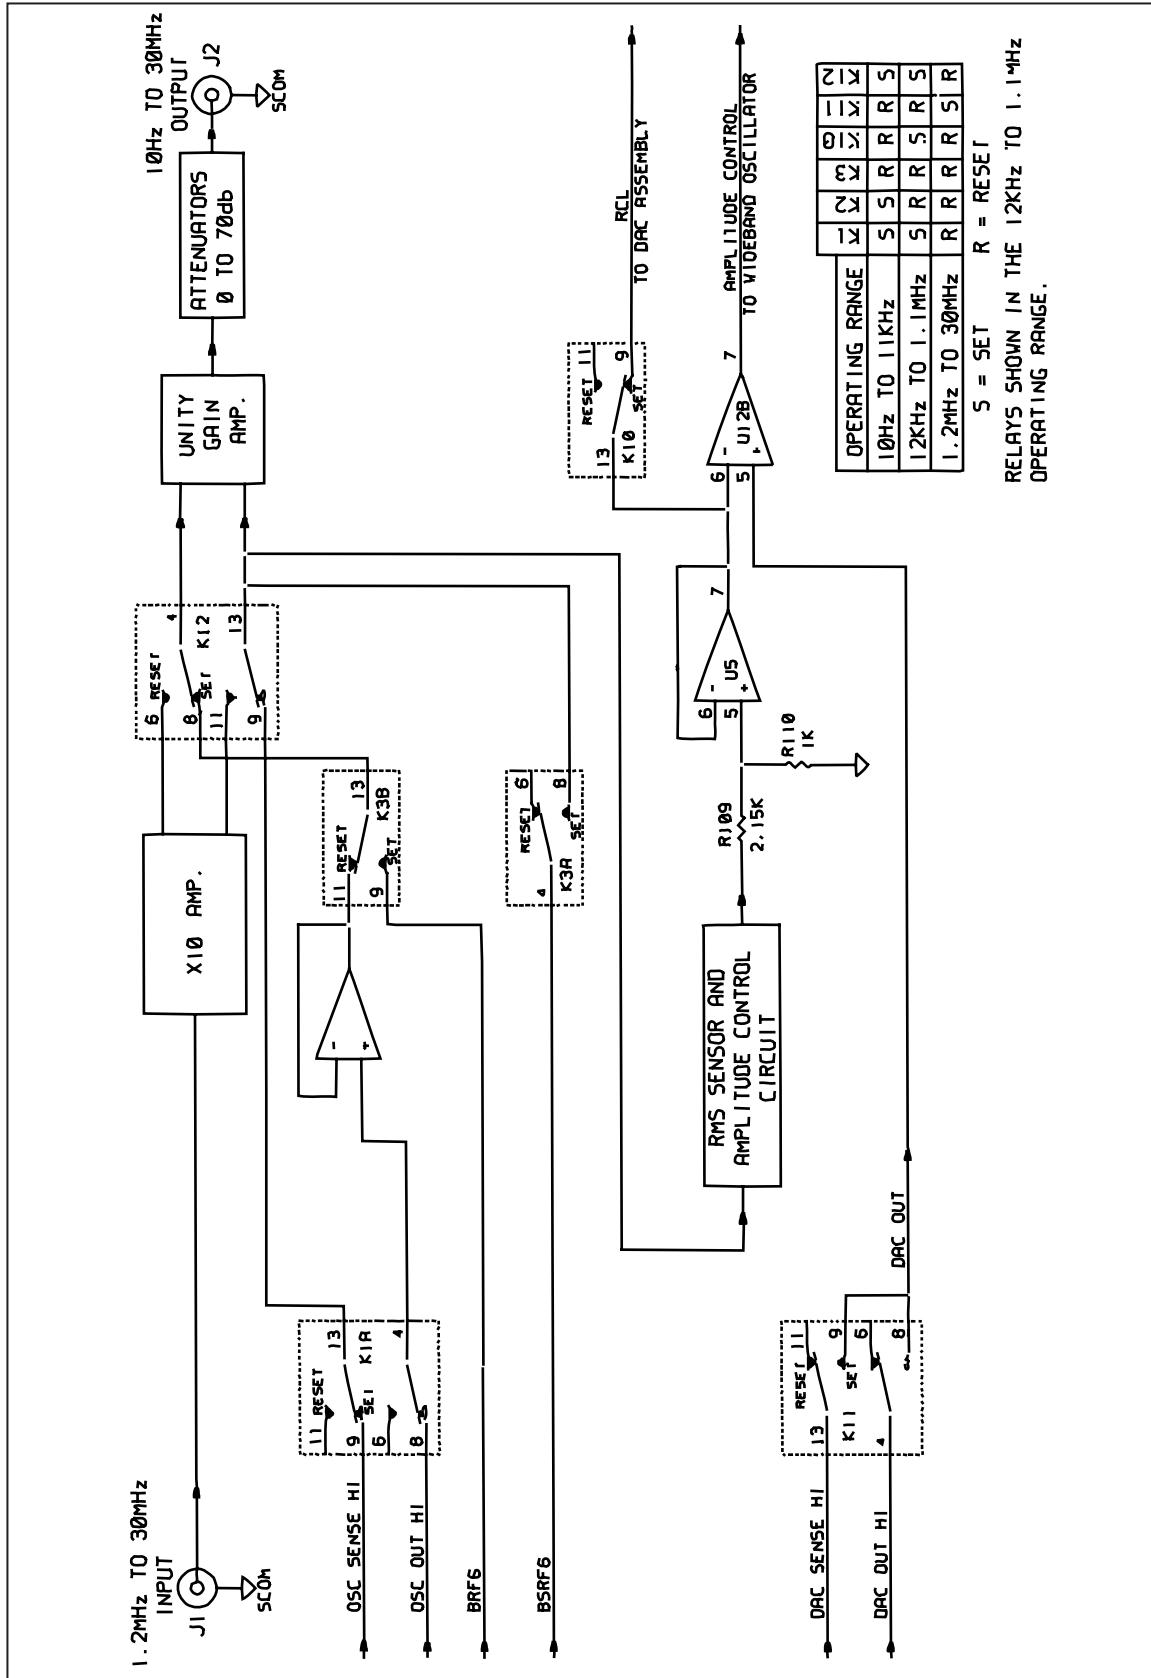 1.2MHz TO 30MHz
INPUT
J1
SCOM
X10 AMP.
6
8
11
9
RESET
SET
K12
4
13
UNITY
GAIN
AMP.
ATTENUATORS
0 TO 70db
10Hz TO 30MHz
OUTPUT
J2
SCOM
OSC SENSE HI
OSC OUT HI
11
9
6
8
RESET
SET
K1A
13
4
-
+
11
9
RESET
SET
13
K3B
BRF6
BSRF6
4
K3A
RESET
SET
6
8
RMS SENSOR AND
AMPLITUDE CONTROL
CIRCUIT
R109
2.15K
R110
1K
6
5
-
+
U5
7
13
K10
RESET
SET
11
9
RCL
TO DAC ASSEMBLY
6
5
-
+
U12B
7
AMPLITUDE CONTROL
TO WIDEBAND OSCILLATOR
DAC SENSE HI
DAC OUT HI
13
4
K11
RESET
SET
11
9
6
8
DAC OUT
OPERATING RANGE K1 K2 K3 K10 K11 K12
10Hz TO 11KHz S S R R R S
12KHz TO 1.1MHz S R R S R S
1.2MHz TO 30MHz R R R R S R
S = SET R = RESET
RELAYS SHOWN IN THE 12KHz TO 1.1MHz
OPERATING RANGE.